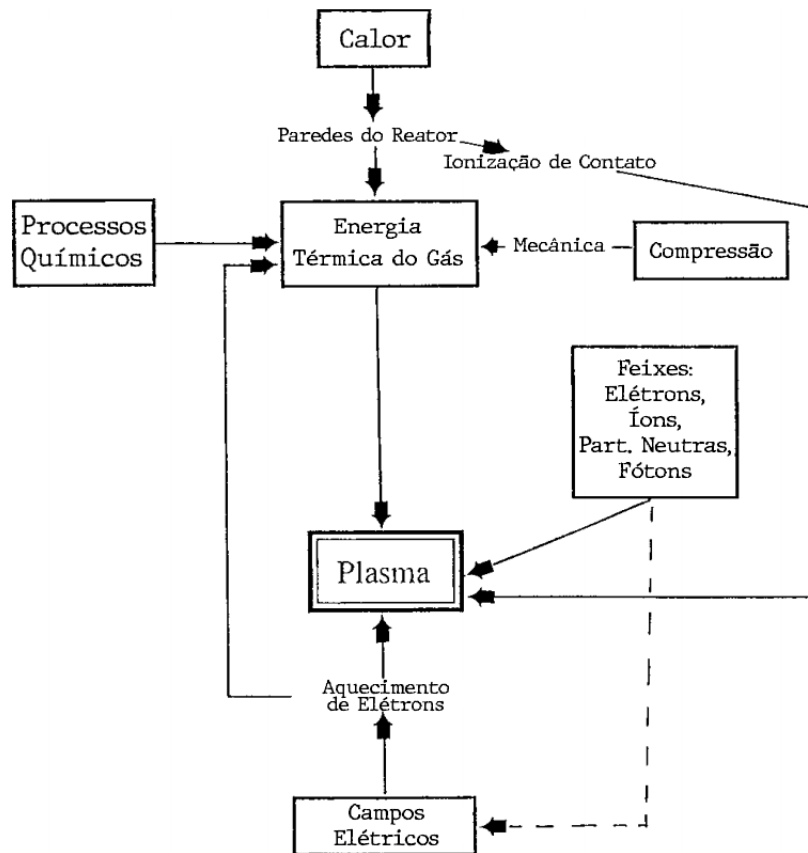 Calor
Paredes do Reator
Ionização de Contato
Processos
Químicos
Energia
Térmica do Gás
Mecânica
Compressão
Feixes:
Elétrons,
Íons,
Part. Neutras,
Fótons
Plasma
Aquecimento
de Elétrons
Campos
Elétricos